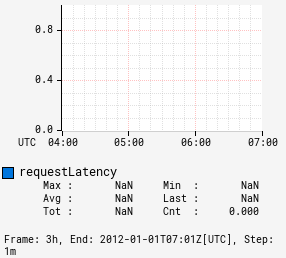 0.8
0.4
0.0
UTC 04:00 05:00 06:00 07:00
requestLatency
Max : NaN Min : NaN
Avg : NaN Last : NaN
Tot : NaN Cnt : 0.000
Frame: 3h, End: 2012-01-01T07:01Z[UTC], Step:
1m